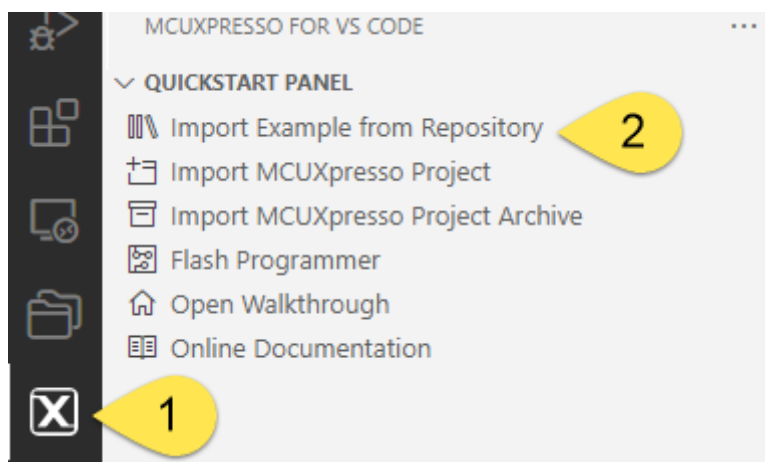 MCUXPRESSO FOR VS CODE
QUICKSTART PANEL
Import Example from Repository 2
Import MCUXpresso Project
Import MCUXpresso Project Archive
Flash Programmer
Open Walkthrough
Online Documentation
X 1